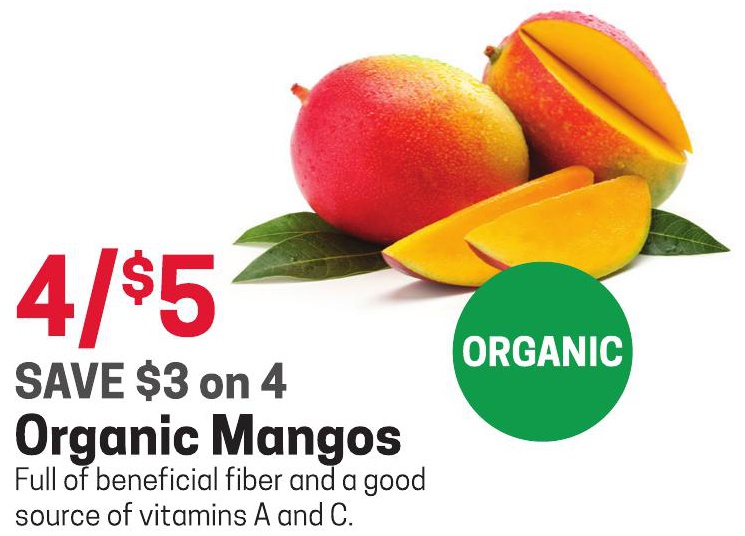 4/$5
SAVE $3 on 4
Organic Mangos
Full of beneficial fiber and a good
source of vitamins A and C.
ORGANIC